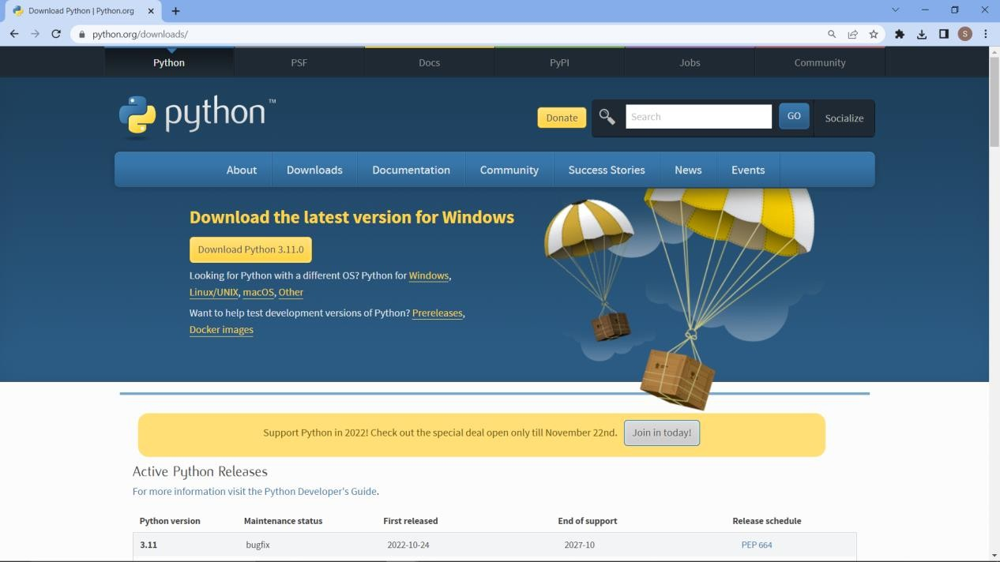 Download Python | Python.org
python.org/downloads/
S
Python PSF Docs PyPI Jobs Community
python™
Donate Search GO Socialize
About Downloads Documentation Community Success Stories News Events
Download the latest version for Windows
Download Python 3.11.0
Looking for Python with a different OS? Python for Windows,
Linux/UNIX, macOS, Other
Want to help test development versions of Python? Prereleases,
Docker images
Support Python in 2022! Check out the special deal open only till November 22nd. Join in today!
Active Python Releases
For more information visit the Python Developer's Guide.
Python version Maintenance status First released End of support Release schedule
3.11 bugfix 2022-10-24 2027-10 PEP 664